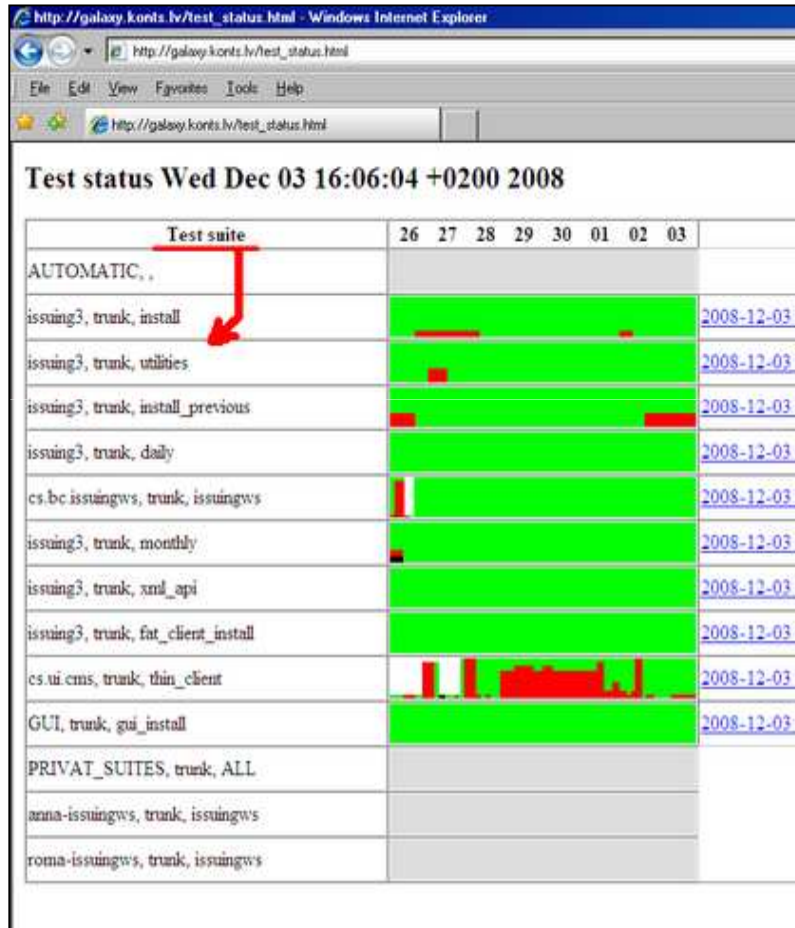 http://galaxy.konts.lv/test_status.html - Windows Internet Explorer
http://galaxy.konts.lv/test_status.html
File Edit View Favorites Tools Help
http://galaxy.konts.lv/test_status.html
Test status Wed Dec 03 16:06:04 +0200 2008
Test suite 26 27 28 29 30 01 02 03
AUTOMATIC, ,
issuing3, trunk, install 2008-12-03
issuing3, trunk, utilities 2008-12-03
issuing3, trunk, install_previous 2008-12-03
issuing3, trunk, daily 2008-12-03
cs.bc.issuingws, trunk, issuingws 2008-12-03
issuing3, trunk, monthly 2008-12-03
issuing3, trunk, xml_api 2008-12-03
issuing3, trunk, fat_client_install 2008-12-03
cs.ui.cms, trunk, thin_client 2008-12-03
GUI, trunk, gui_install 2008-12-03
PRIVAT_SUITES, trunk, ALL
anna-issuingws, trunk, issuingws
roma-issuingws, trunk, issuingws